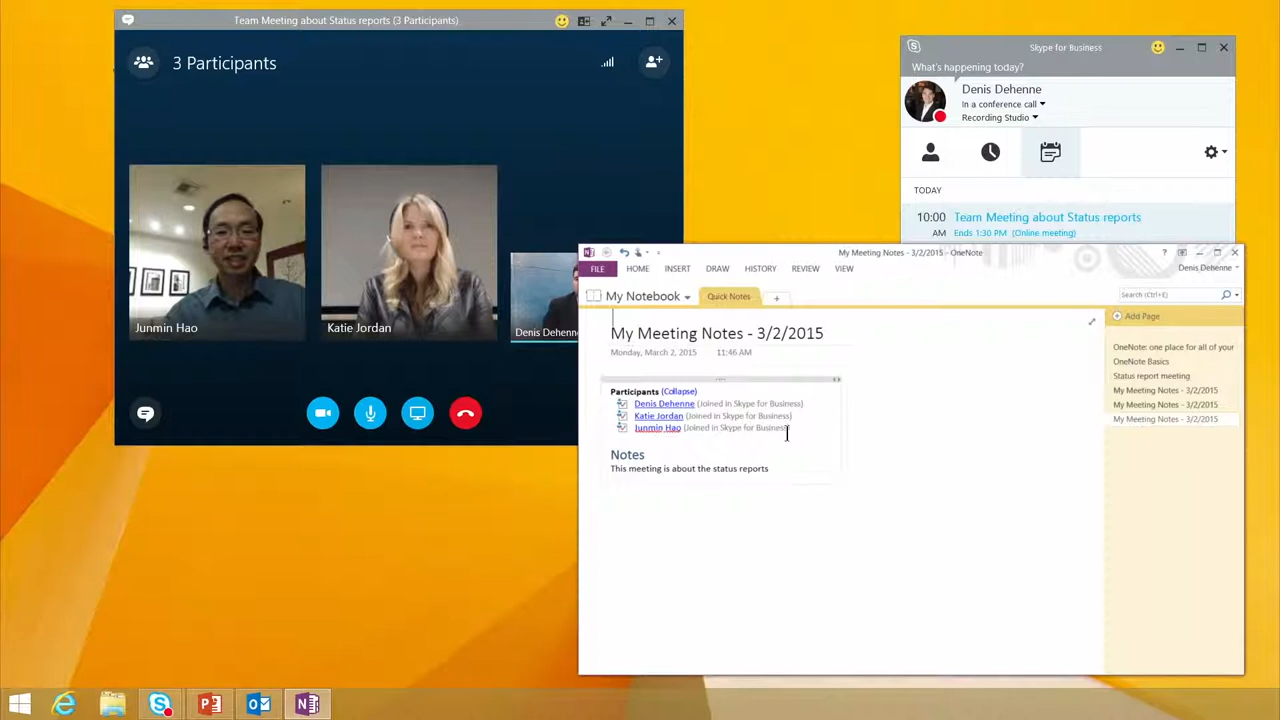 Team Meeting about Status reports (3 Participants)
3 Participants
Junmin Hao
Katie Jordan
Denis Dehenne
Skype for Business
What's happening today?
Denis Dehenne
In a conference call
Recording Studio
TODAY
10:00 AM
Team Meeting about Status reports
Ends 1:30 PM (Online meeting)
My Meeting Notes - 3/2/2015 - OneNote
FILE HOME INSERT DRAW HISTORY REVIEW VIEW
Denis Dehenne
My Notebook
Quick Notes
Search (Ctrl+E)
My Meeting Notes - 3/2/2015
Monday, March 2, 2015 11:46 AM
Participants (Collapse)
Denis Dehenne (Joined in Skype for Business)
Katie Jordan (Joined in Skype for Business)
Junmin Hao (Joined in Skype for Business)
Notes
This meeting is about the status reports
Add Page
OneNote: one place for all of your
OneNote Basics
Status report meeting
My Meeting Notes - 3/2/2015
My Meeting Notes - 3/2/2015
My Meeting Notes - 3/2/2015